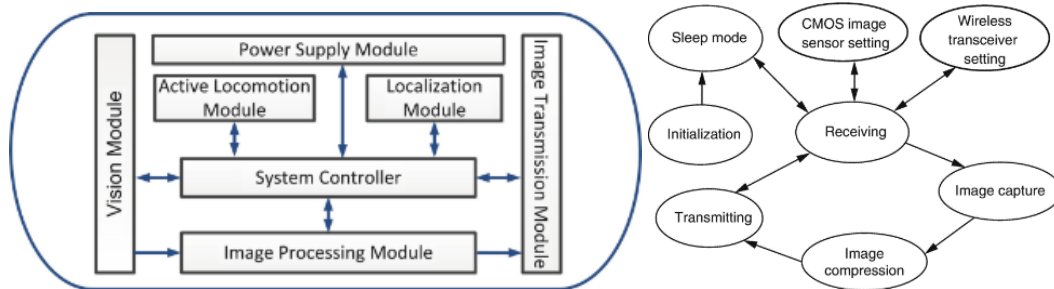 Power Supply Module
Active Locomotion
Module
Localization
Module
Vision Module
System Controller
Image Processing Module
Image Transmission Module
Sleep mode
CMOS image
sensor setting
Wireless
transceiver
setting
Initialization
Receiving
Transmitting
Image capture
Image
compression